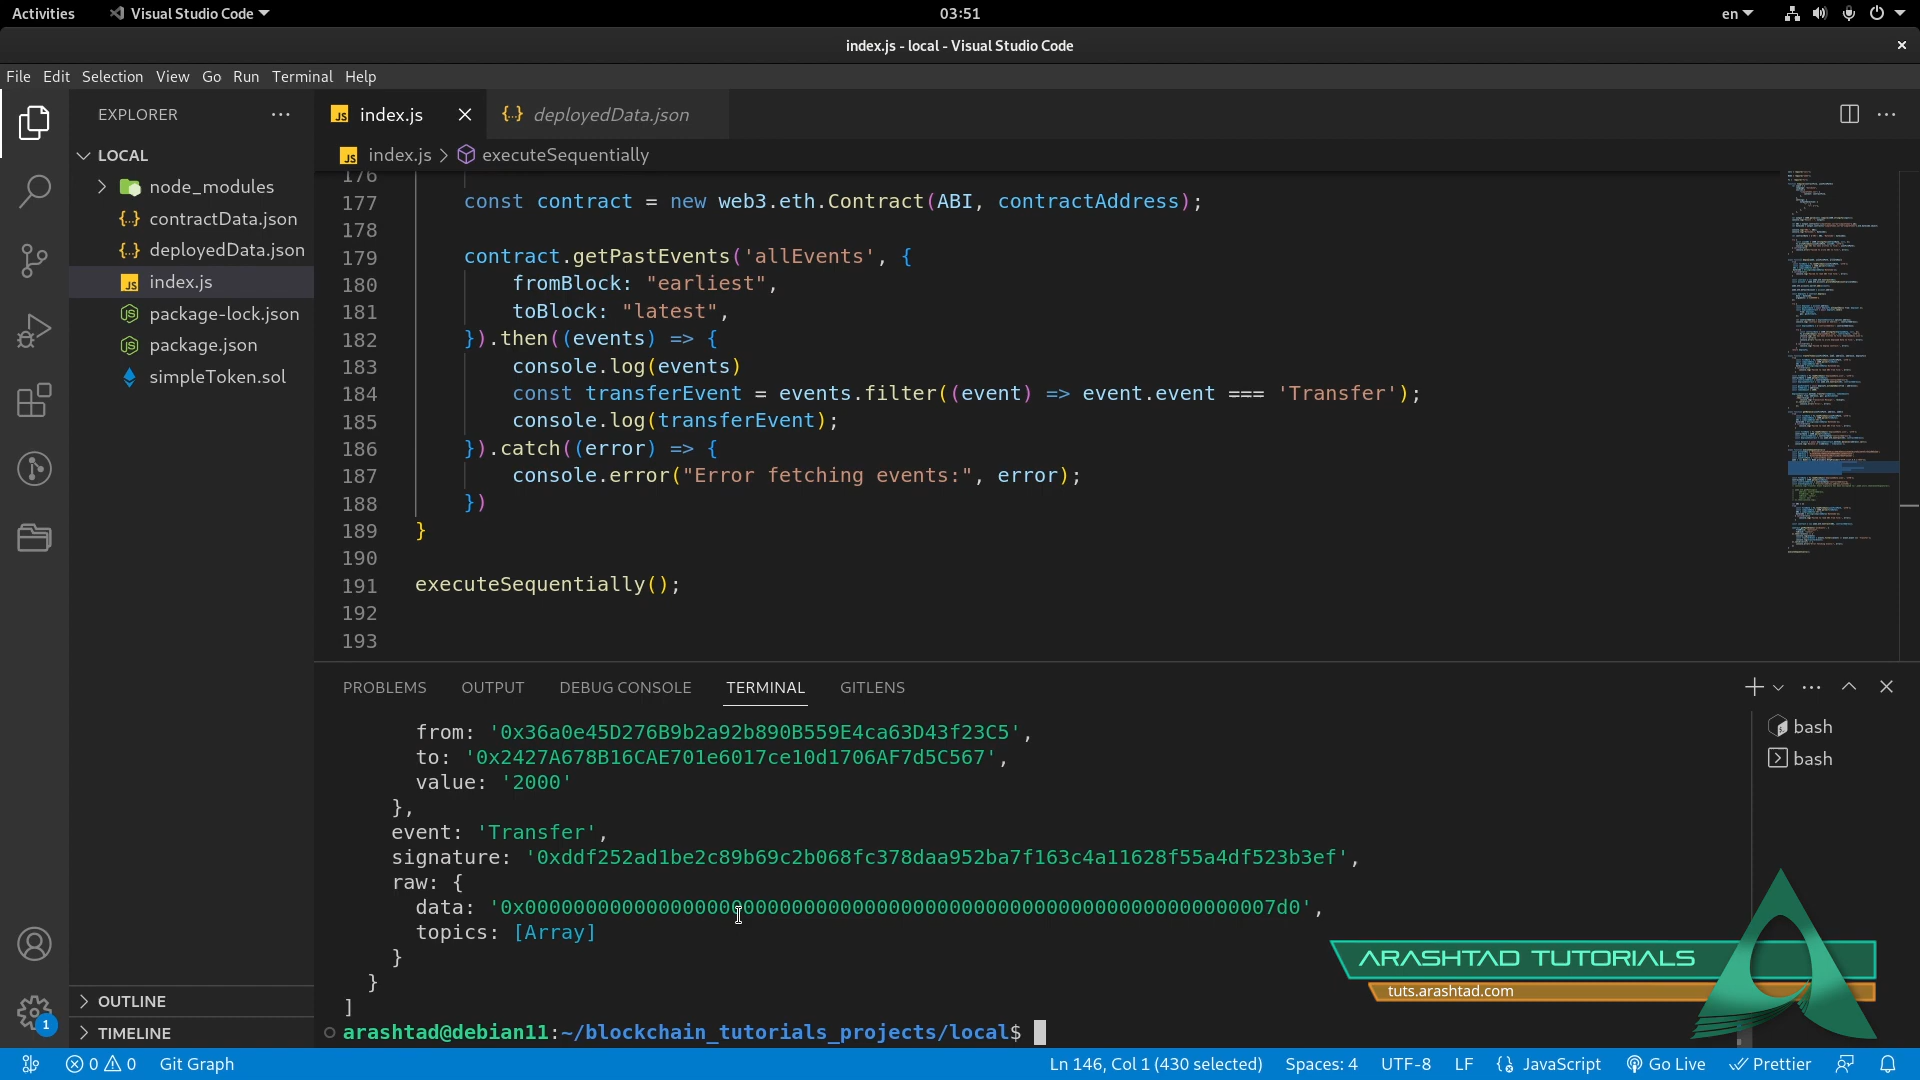 Activities Visual Studio Code 03:51 en
index.js - local - Visual Studio Code
File Edit Selection View Go Run Terminal Help
EXPLORER
LOCAL
node_modules
contractData.json
deployedData.json
index.js
package-lock.json
package.json
simpleToken.sol
OUTLINE
TIMELINE
1
index.js deployedData.json
index.js > executeSequentially
176
177 const contract = new web3.eth.Contract(ABI, contractAddress);
178
179 contract.getPastEvents('allEvents', {
180 fromBlock: "earliest",
181 toBlock: "latest",
182 }).then((events) => {
183 console.log(events)
184 const transferEvent = events.filter((event) => event.event === 'Transfer');
185 console.log(transferEvent);
186 }).catch((error) => {
187 console.error("Error fetching events:", error);
188 })
189 }
190
191 executeSequentially();
192
193
PROBLEMS OUTPUT DEBUG CONSOLE TERMINAL GITLENS
from: '0x36a0e45D276B9b2a92b890B559E4ca63D43f23C5',
to: '0x2427A678B16CAE701e6017ce10d1706AF7d5C567',
value: '2000'
},
event: 'Transfer',
signature: '0xddf252ad1be2c89b69c2b068fc378daa952ba7f163c4a11628f55a4df523b3ef',
raw: {
data: '0x00000000000000000000000000000000000000000000000000000000000007d0',
topics: [Array]
}
}
]
arashtad@debian11:~/blockchain_tutorials_projects/local$
bash
bash
ARASHTAD TUTORIALS
tuts.arashtad.com
0 0 Git Graph Ln 146, Col 1 (430 selected) Spaces: 4 UTF-8 LF JavaScript Go Live Prettier